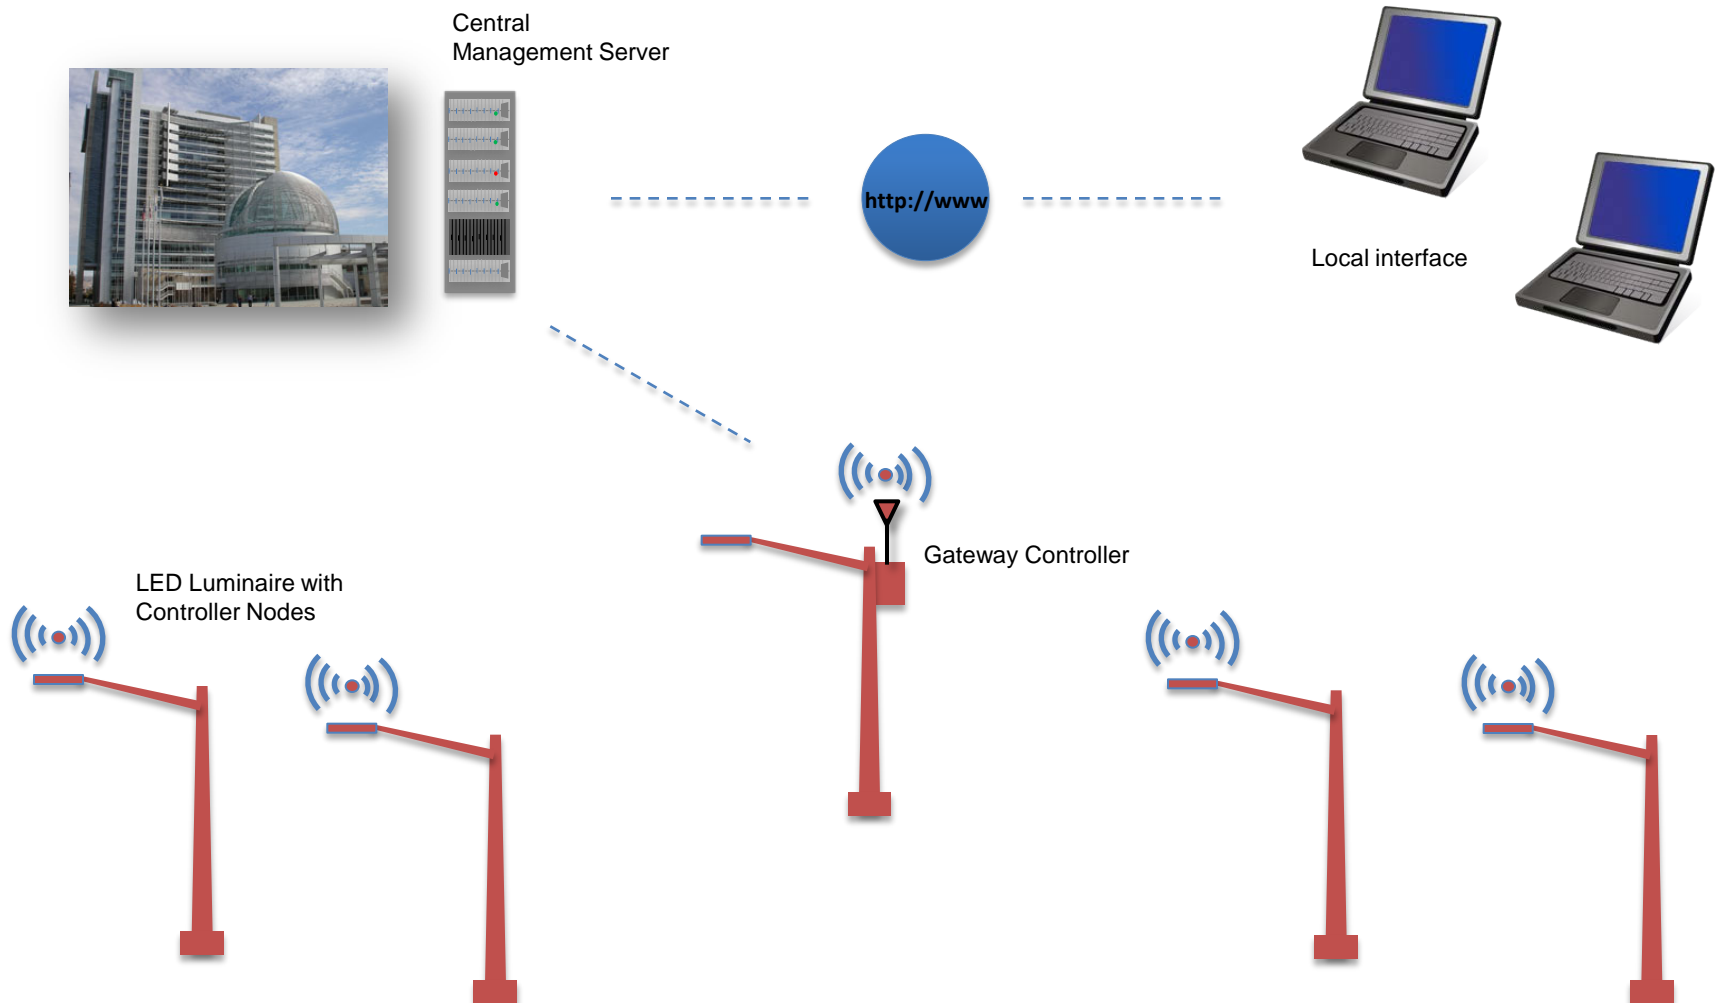 Central
Management Server
http://www
Local interface
Gateway Controller
LED Luminaire with
Controller Nodes